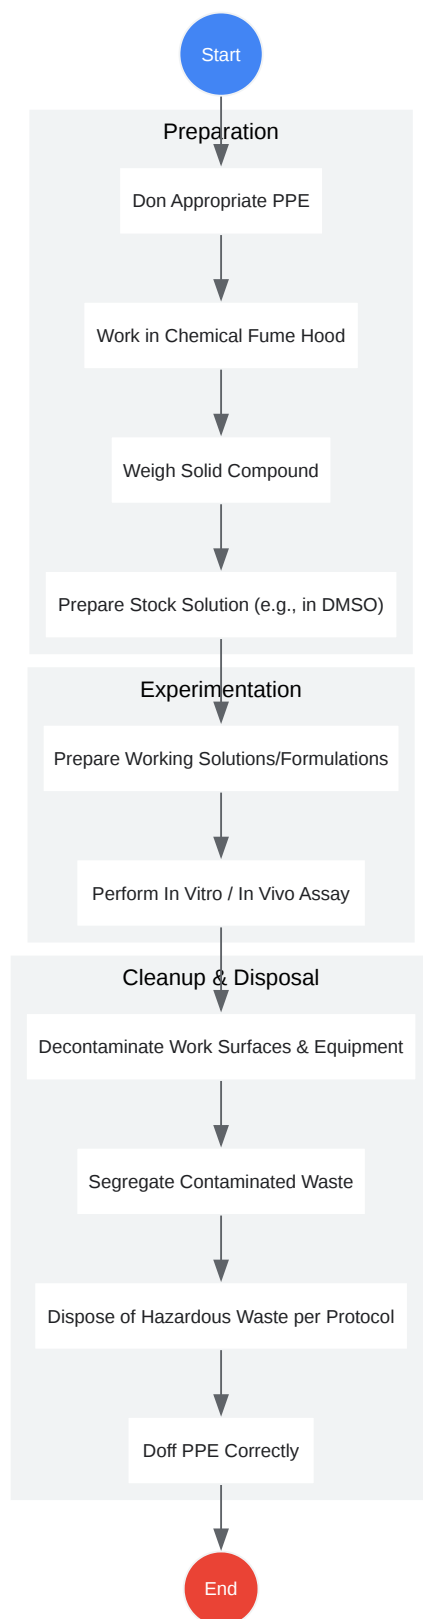 Start
Preparation
Don Appropriate PPE
Work in Chemical Fume Hood
Weigh Solid Compound
Prepare Stock Solution (e.g., in DMSO)
Experimentation
Prepare Working Solutions/Formulations
Perform In Vitro / In Vivo Assay
Cleanup & Disposal
Decontaminate Work Surfaces & Equipment
Segregate Contaminated Waste
Dispose of Hazardous Waste per Protocol
Doff PPE Correctly
End